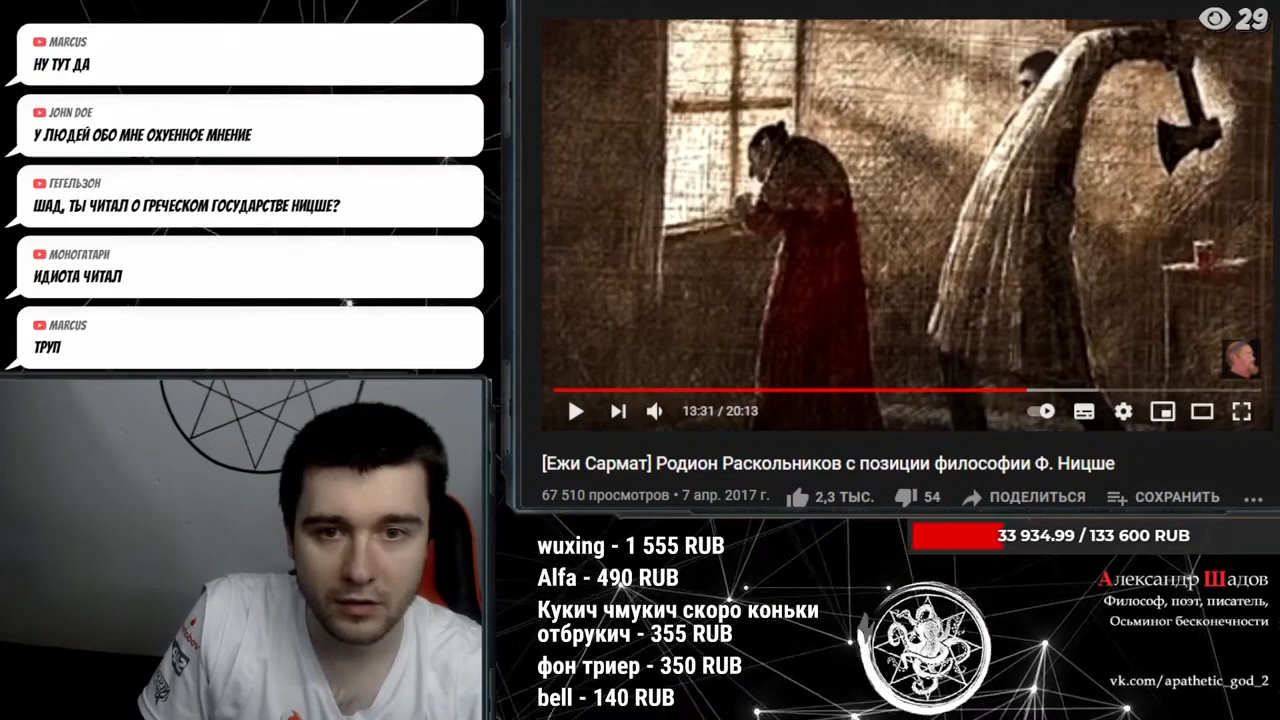 MARCUS
НУ ТУТ ДА
JOHN DOE
У ЛЮДЕЙ ОБО МНЕ ОХУЕННОЕ МНЕНИЕ
ГЕГЕЛЬЗОН
ШАД, ТЫ ЧИТАЛ О ГРЕЧЕСКОМ ГОСУДАРСТВЕ НИЦШЕ?
МОНОГАТАРИ
ИДИОТА ЧИТАЛ
MARCUS
ТРУП
29
13:31 / 20:13
[Ежи Сармат] Родион Раскольников с позиции философии Ф. Ницше
67 510 просмотров • 7 апр. 2017 г.
2,3 ТЫС.
54
ПОДЕЛИТЬСЯ
СОХРАНИТЬ
33 934.99 / 133 600 RUB
wuxing - 1 555 RUB
Alfa - 490 RUB
Кукич чмукич скоро коньки
отбрукич - 355 RUB
фон триер - 350 RUB
bell - 140 RUB
Александр Шадов
Философ, поэт, писатель,
Осьминог бесконечности
vk.com/apathetic_god_2